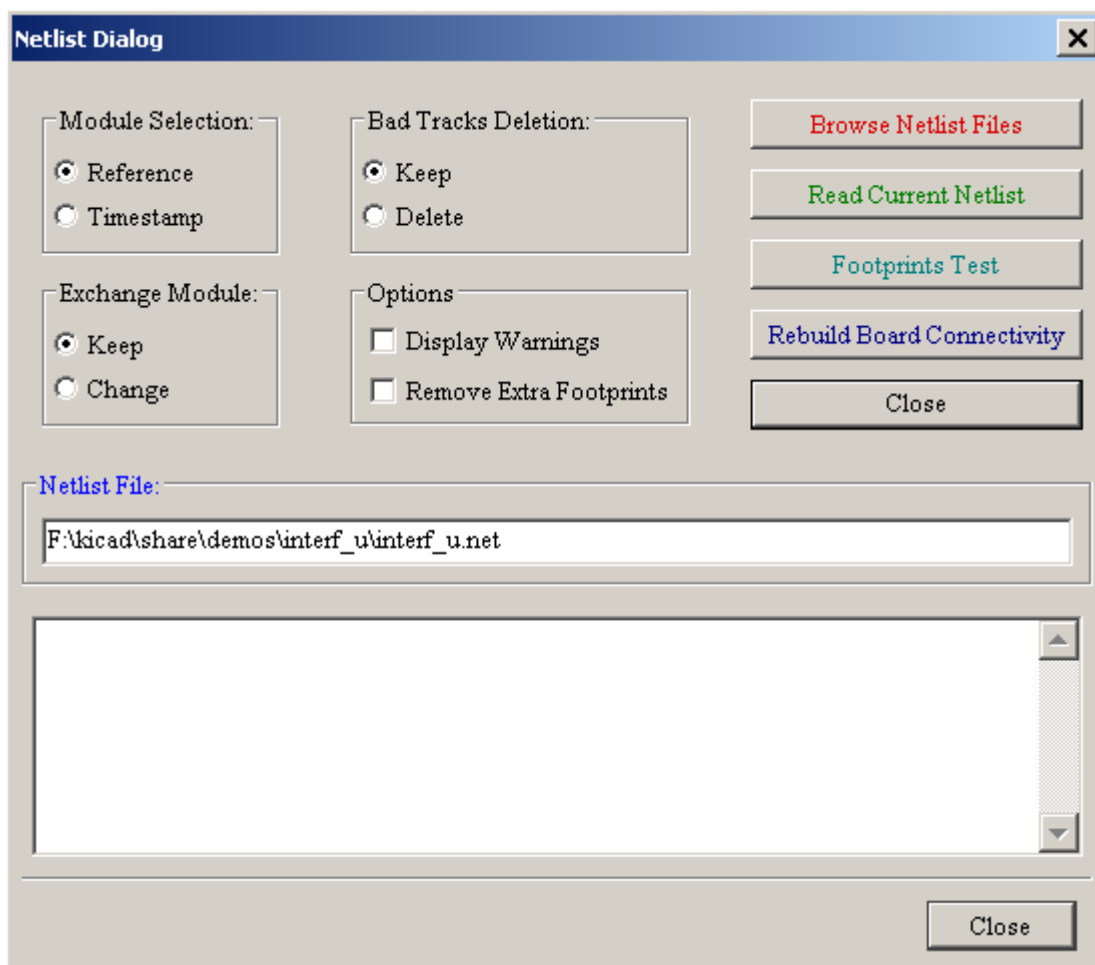 Netlist Dialog
Module Selection:
Reference
Timestamp
Bad Tracks Deletion:
Keep
Delete
Exchange Module:
Keep
Change
Options
Display Warnings
Remove Extra Footprints
Browse Netlist Files
Read Current Netlist
Footprints Test
Rebuild Board Connectivity
Close
Netlist File:
F:\kicad\share\demos\interf_u\interf_u.net
Close